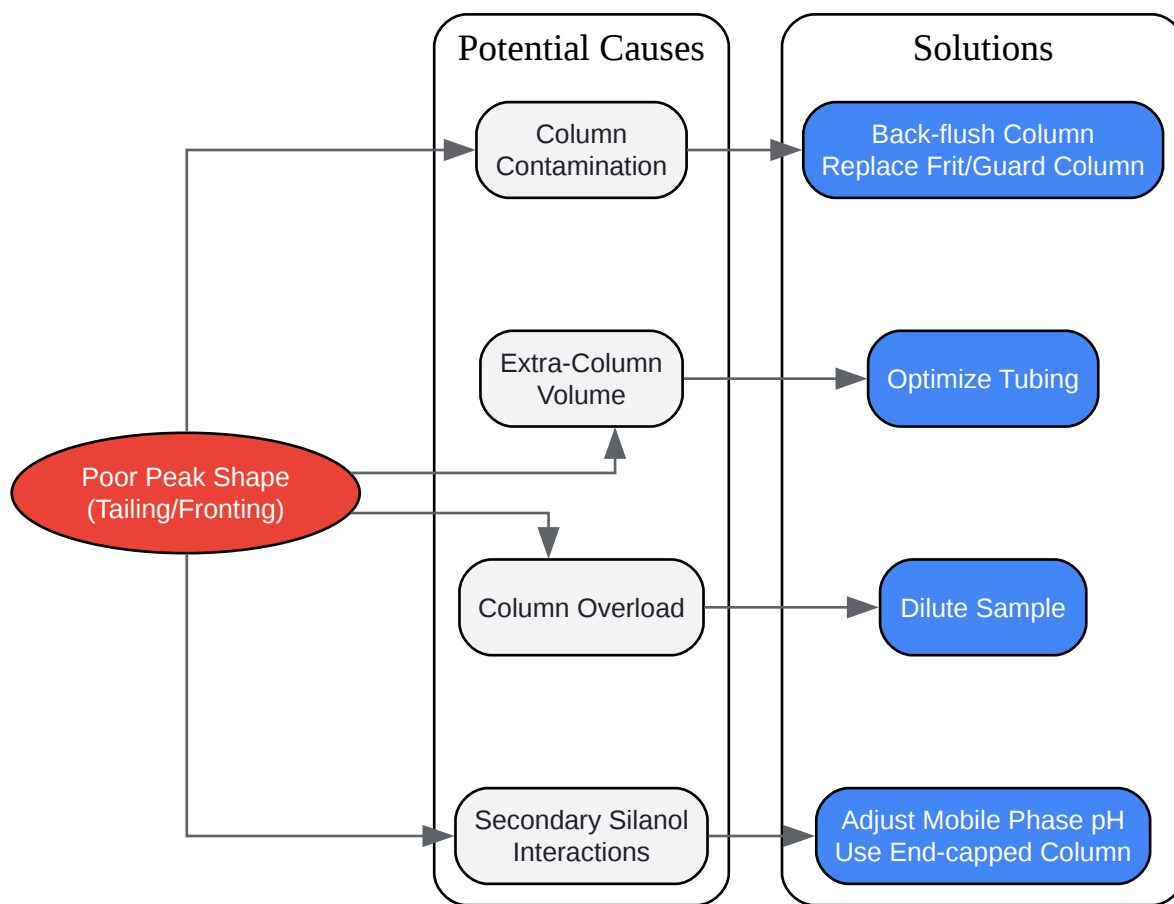 Potential Causes
Solutions
Column
Contamination
Back-flush Column
Replace Frit/Guard Column
Extra-Column
Volume
Optimize Tubing
Poor Peak Shape
(Tailing/Fronting)
Column Overload
Dilute Sample
Secondary Silanol
Interactions
Adjust Mobile Phase pH
Use End-capped Column